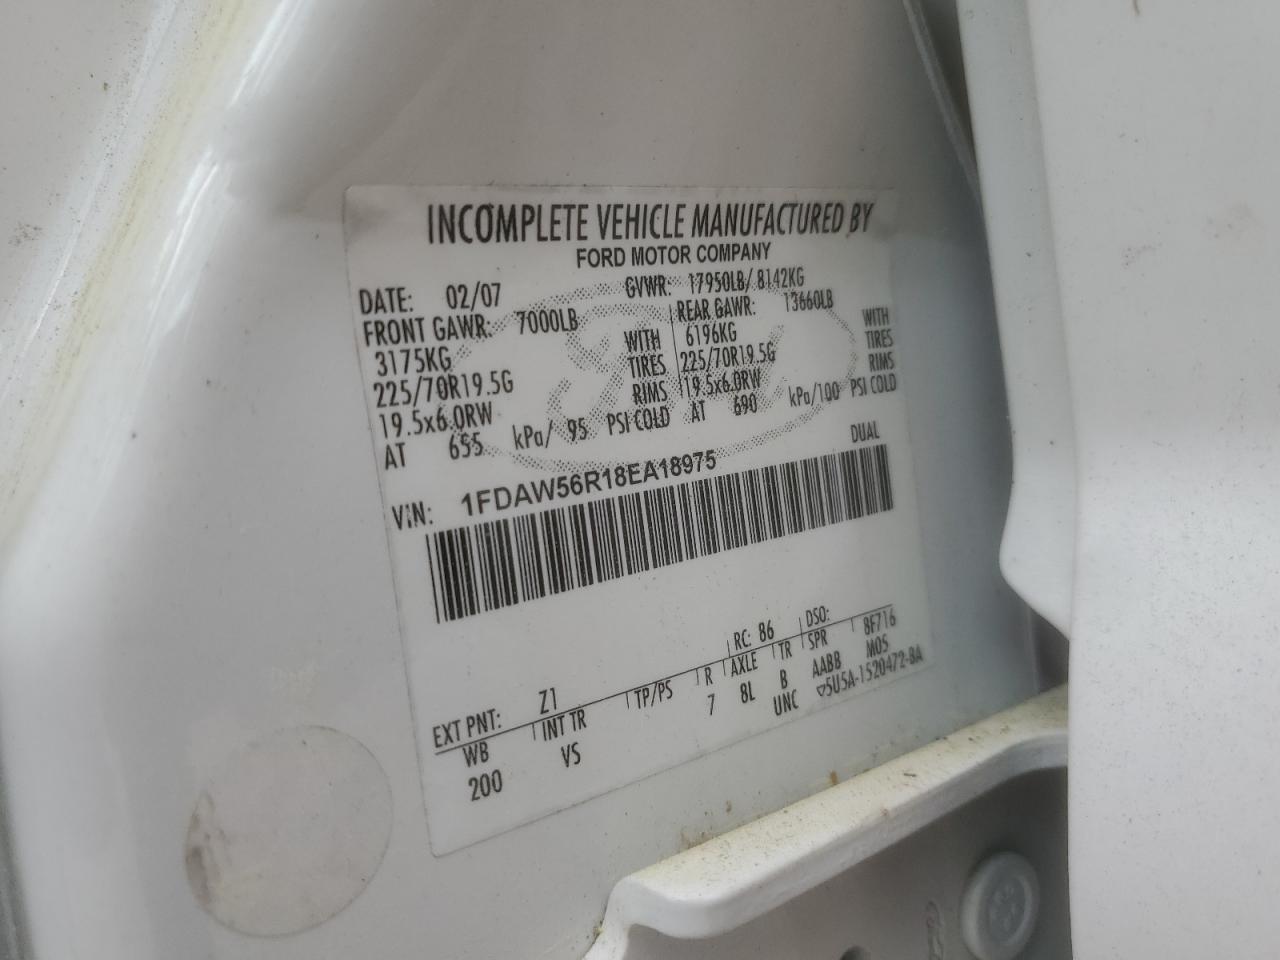 INCOMPLETE VEHICLE MANUFACTURED BY
FORD MOTOR COMPANY
DATE: 02/07 GVWR: 17950LB/ 8142KG
FRONT GAWR: 7000LB REAR GAWR: 13660LB
3175KG WITH 6196KG WITH
225/70R19.5G TIRES 225/70R19.5G TIRES
19.5x6.0RW RIMS 19.5x6.0RW RIMS
AT 655 kPa/ 95 PSI COLD AT 690 kPa/100 PSI COLD
VIN: 1FDAW56R18EA18975 DUAL
RC: 86 DSO:
EXT PNT: Z1 8F716
WB INT TR TP/PS R AXLE TR SPR MOS
200 VS 7 8L B AABB
UNC ▽5U5A-1520472-BA